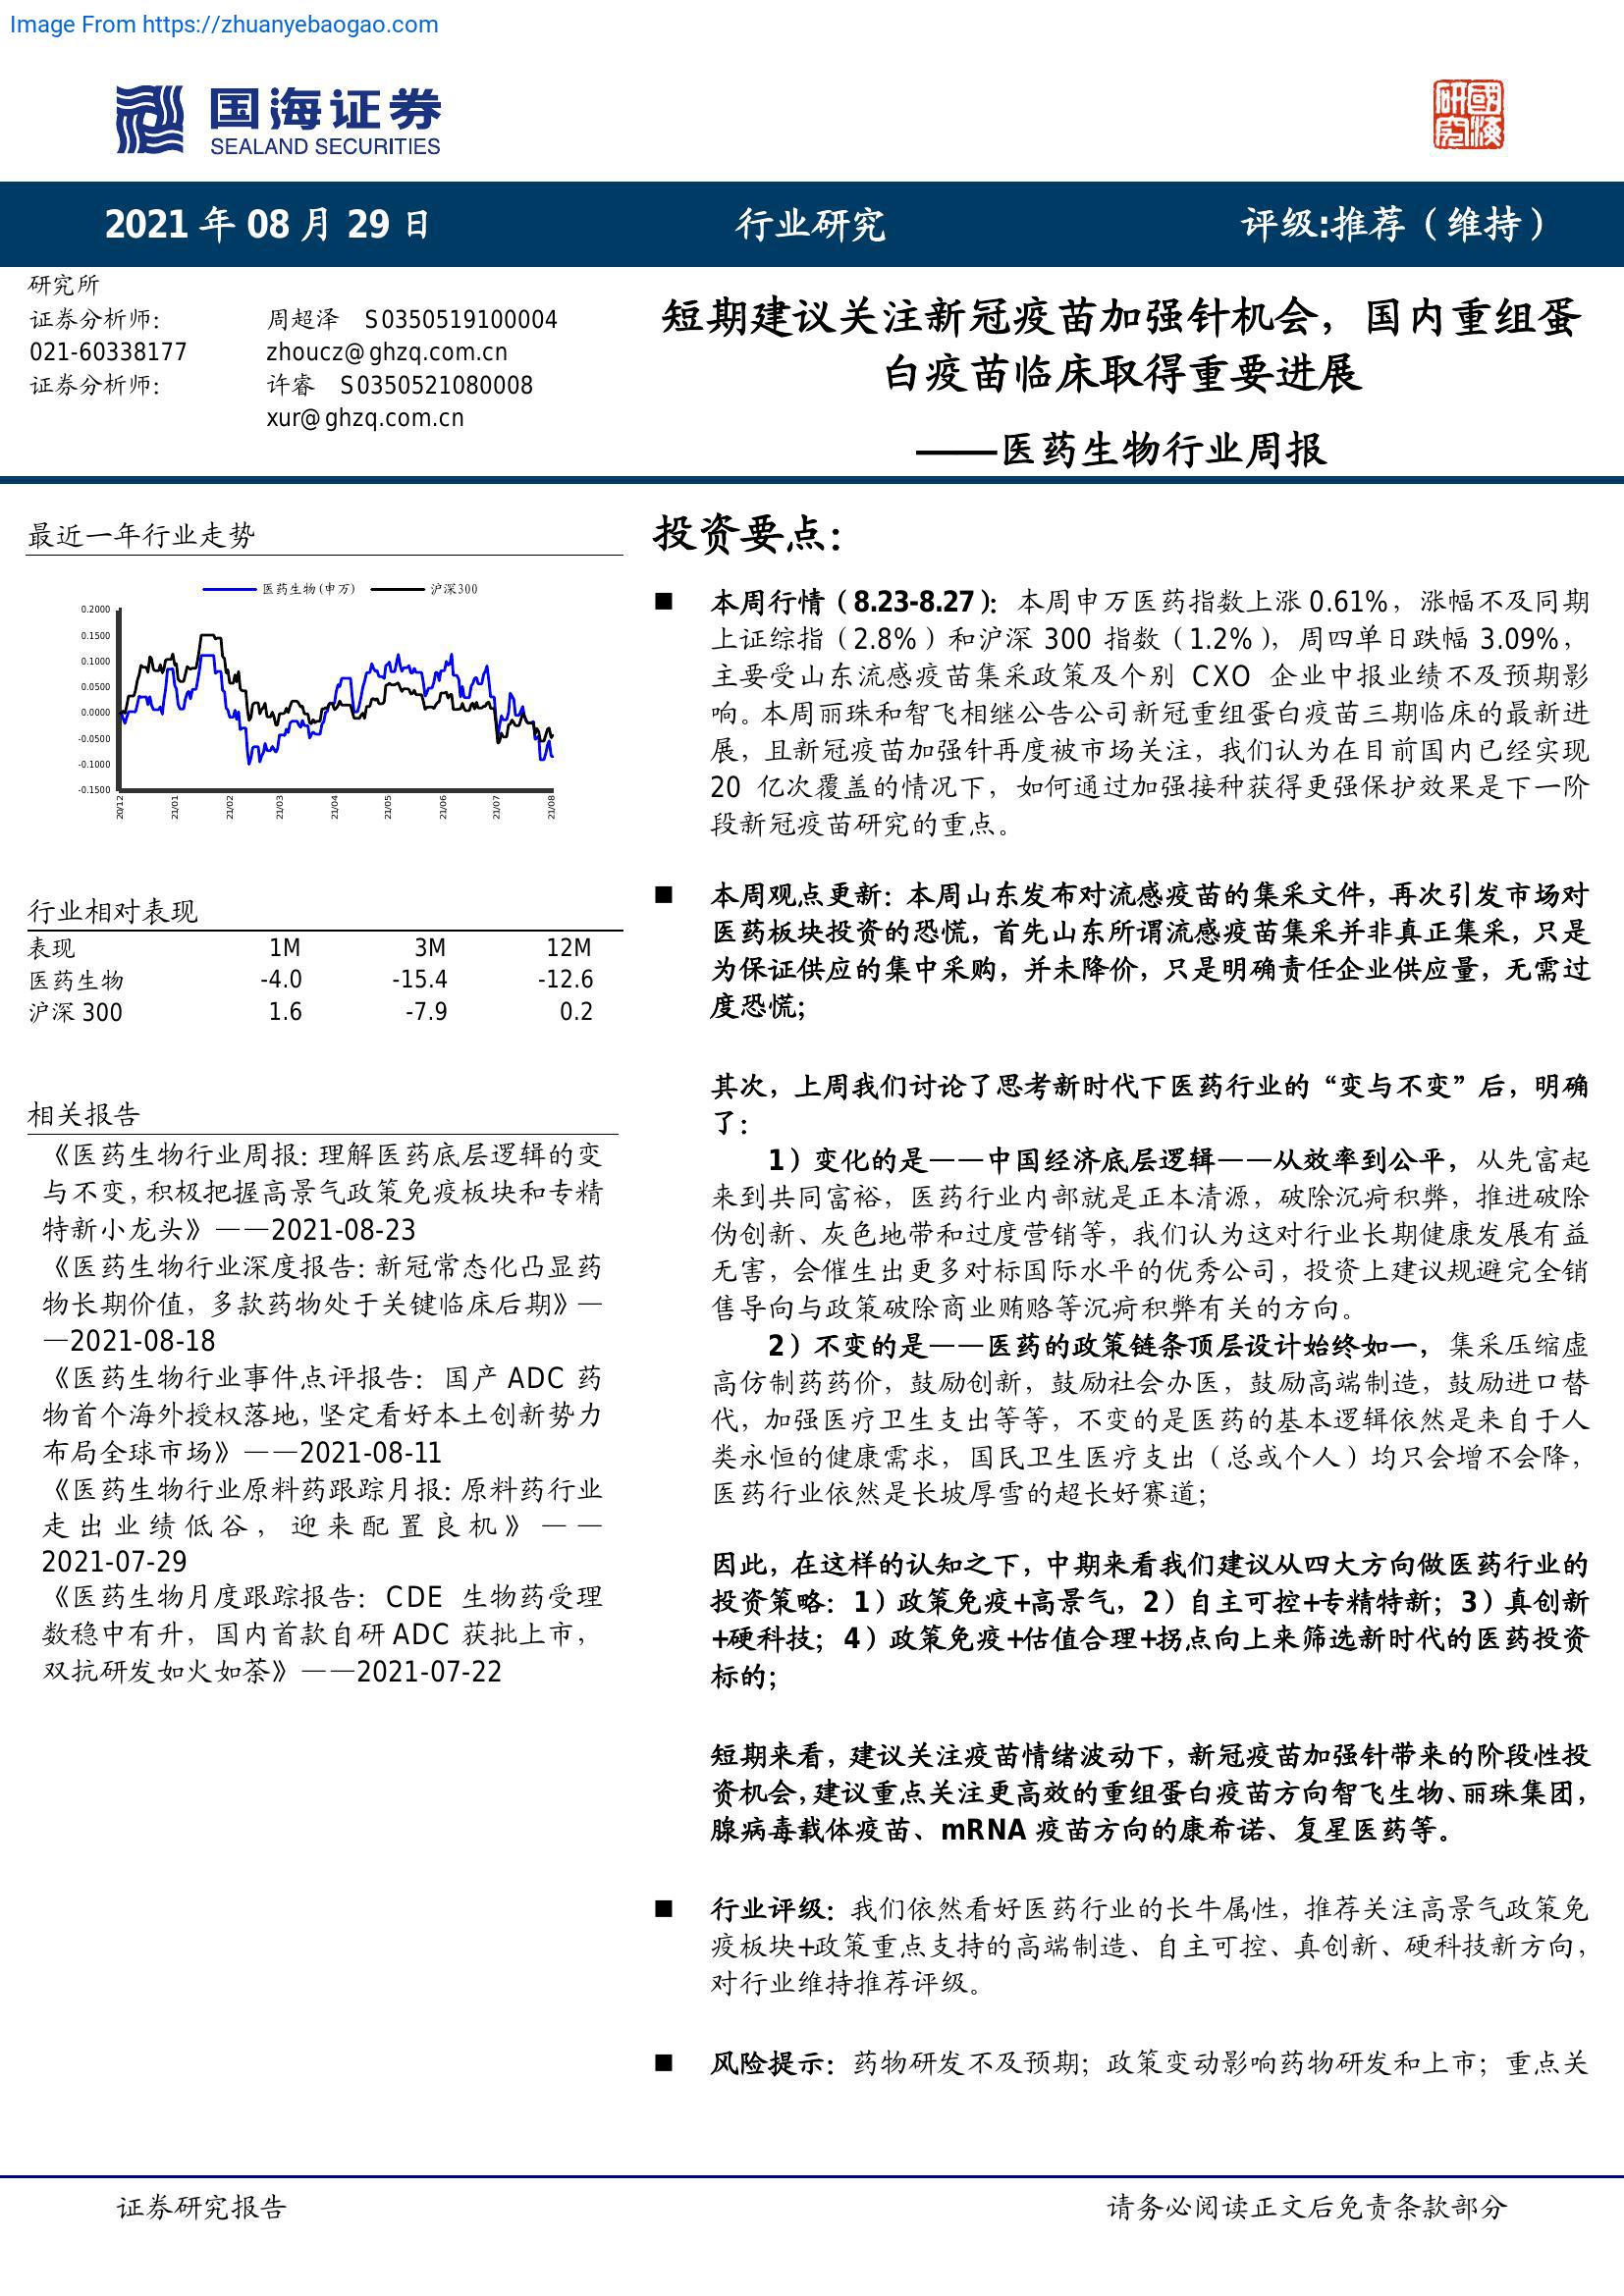 Image From https://zhuanyebaogao.com
国海证券
SEALAND SECURITIES
研究
國海
2021 年 08 月 29 日
行业研究
评级:推荐（维持）
研究所
证券分析师: 周超泽 S0350519100004
021-60338177 zhoucz@ghzq.com.cn
证券分析师: 许睿 S0350521080008
xur@ghzq.com.cn
短期建议关注新冠疫苗加强针机会，国内重组蛋
白疫苗临床取得重要进展
——医药生物行业周报
最近一年行业走势
医药生物(申万) 沪深300
0.2000
0.1500
0.1000
0.0500
0.0000
-0.0500
-0.1000
-0.1500
20/12 21/01 21/02 21/03 21/04 21/05 21/06 21/07 21/08
行业相对表现
表现 1M 3M 12M
医药生物 -4.0 -15.4 -12.6
沪深 300 1.6 -7.9 0.2
相关报告
《医药生物行业周报：理解医药底层逻辑的变
与不变，积极把握高景气政策免疫板块和专精
特新小龙头》——2021-08-23
《医药生物行业深度报告：新冠常态化凸显药
物长期价值，多款药物处于关键临床后期》—
—2021-08-18
《医药生物行业事件点评报告：国产 ADC 药
物首个海外授权落地，坚定看好本土创新势力
布局全球市场》——2021-08-11
《医药生物行业原料药跟踪月报：原料药行业
走出业绩低谷，迎来配置良机》——
2021-07-29
《医药生物月度跟踪报告：CDE 生物药受理
数稳中有升，国内首款自研 ADC 获批上市，
双抗研发如火如荼》——2021-07-22
投资要点：
■ 本周行情（8.23-8.27）：本周申万医药指数上涨 0.61%，涨幅不及同期
上证综指（2.8%）和沪深 300 指数（1.2%），周四单日跌幅 3.09%，
主要受山东流感疫苗集采政策及个别 CXO 企业中报业绩不及预期影
响。本周丽珠和智飞相继公告公司新冠重组蛋白疫苗三期临床的最新进
展，且新冠疫苗加强针再度被市场关注，我们认为在目前国内已经实现
20 亿次覆盖的情况下，如何通过加强接种获得更强保护效果是下一阶
段新冠疫苗研究的重点。
■ 本周观点更新：本周山东发布对流感疫苗的集采文件，再次引发市场对
医药板块投资的恐慌，首先山东所谓流感疫苗集采并非真正集采，只是
为保证供应的集中采购，并未降价，只是明确责任企业供应量，无需过
度恐慌；
其次，上周我们讨论了思考新时代下医药行业的“变与不变”后，明确
了：
1）变化的是——中国经济底层逻辑——从效率到公平，从先富起
来到共同富裕，医药行业内部就是正本清源，破除沉疴积弊，推进破除
伪创新、灰色地带和过度营销等，我们认为这对行业长期健康发展有益
无害，会催生出更多对标国际水平的优秀公司，投资上建议规避完全销
售导向与政策破除商业贿赂等沉疴积弊有关的方向。
2）不变的是——医药的政策链条顶层设计始终如一，集采压缩虚
高仿制药药价，鼓励创新，鼓励社会办医，鼓励高端制造，鼓励进口替
代，加强医疗卫生支出等等，不变的是医药的基本逻辑依然是来自于人
类永恒的健康需求，国民卫生医疗支出（总或个人）均只会增不会降，
医药行业依然是长坡厚雪的超长好赛道；
因此，在这样的认知之下，中期来看我们建议从四大方向做医药行业的
投资策略：1）政策免疫+高景气，2）自主可控+专精特新；3）真创新
+硬科技；4）政策免疫+估值合理+拐点向上来筛选新时代的医药投资
标的；
短期来看，建议关注疫苗情绪波动下，新冠疫苗加强针带来的阶段性投
资机会，建议重点关注更高效的重组蛋白疫苗方向智飞生物、丽珠集团，
腺病毒载体疫苗、mRNA 疫苗方向的康希诺、复星医药等。
■ 行业评级：我们依然看好医药行业的长牛属性，推荐关注高景气政策免
疫板块+政策重点支持的高端制造、自主可控、真创新、硬科技新方向，
对行业维持推荐评级。
■ 风险提示：药物研发不及预期；政策变动影响药物研发和上市；重点关
证券研究报告
请务必阅读正文后免责条款部分